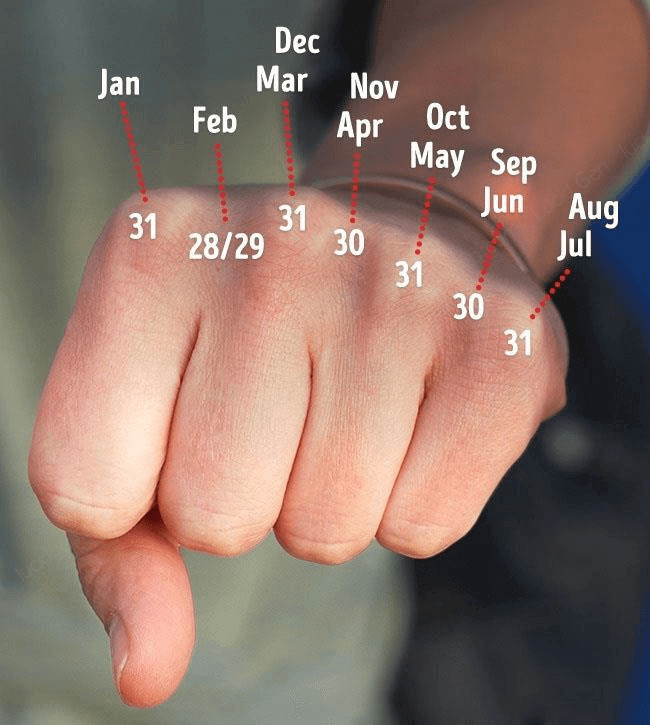 Jan
Feb
Dec
Mar
Nov
Apr
Oct
May
Sep
Jun
Aug
Jul
31
28/29
31
30
31
30
31